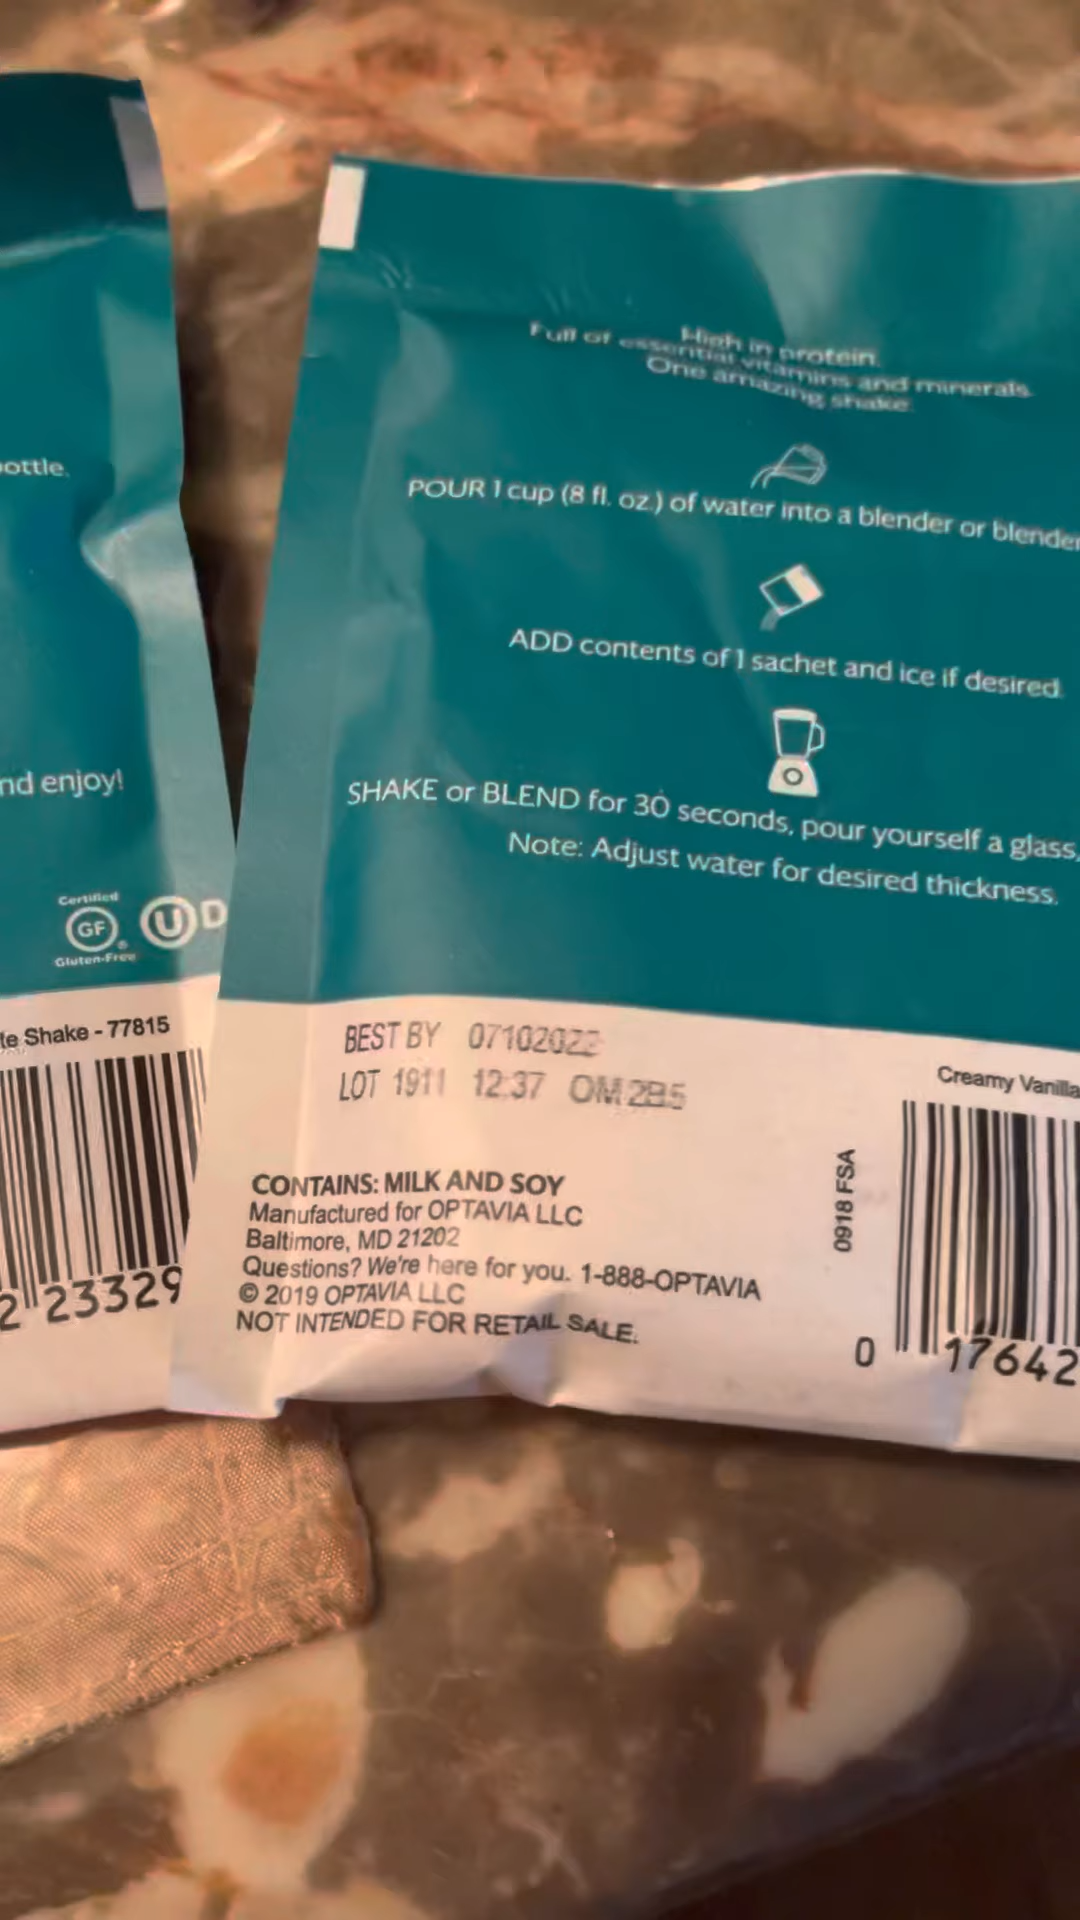 ottle.
nd enjoy!
Certified
GF
Gluten-Free
U D
te Shake - 77815
2 23329
High in protein.
Full of essential vitamins and minerals.
One amazing shake.
POUR 1 cup (8 fl. oz.) of water into a blender or blender
ADD contents of 1 sachet and ice if desired.
SHAKE or BLEND for 30 seconds, pour yourself a glass,
Note: Adjust water for desired thickness.
BEST BY 07102022
LOT 1911 12:37 OM2B5
CONTAINS: MILK AND SOY
Manufactured for OPTAVIA LLC
Baltimore, MD 21202
Questions? We're here for you. 1-888-OPTAVIA
© 2019 OPTAVIA LLC
NOT INTENDED FOR RETAIL SALE.
0918 FSA
Creamy Vanilla
0 17642